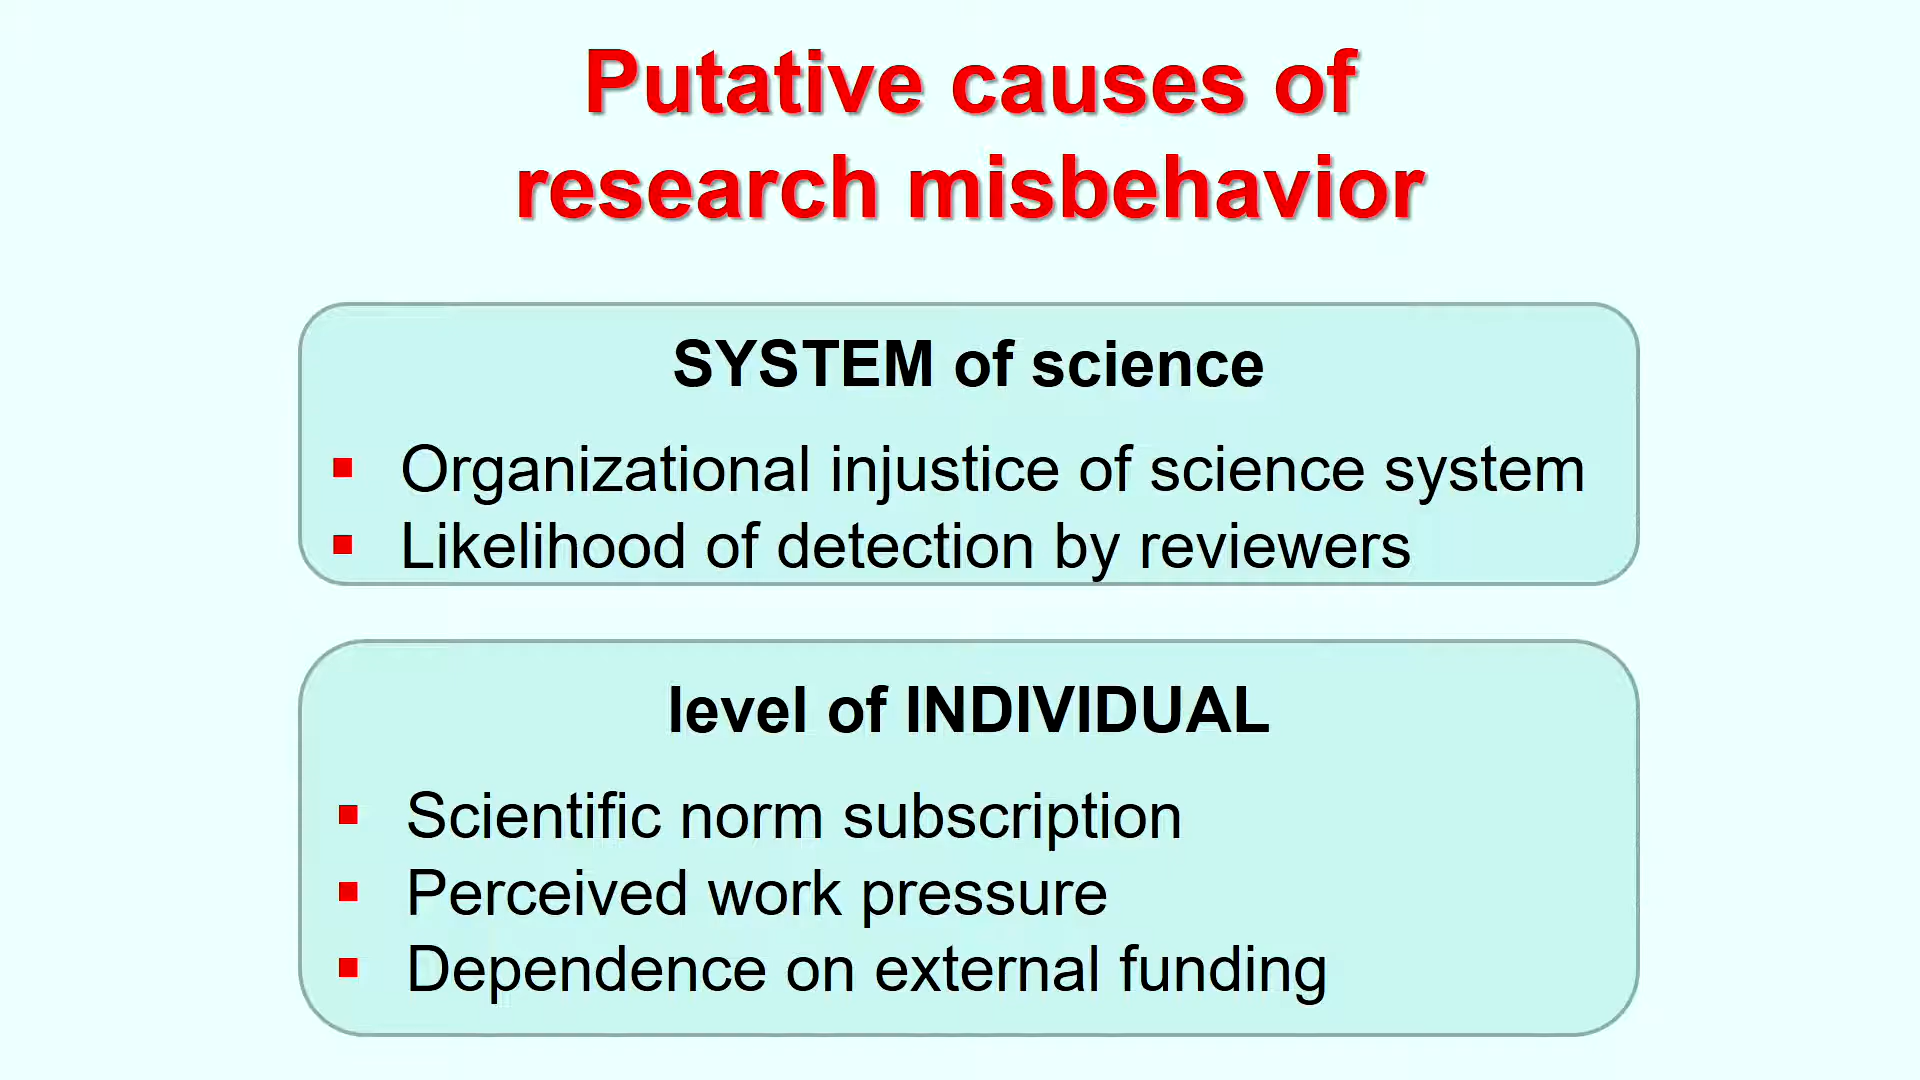 Putative causes of
research misbehavior
SYSTEM of science
▪ Organizational injustice of science system
▪ Likelihood of detection by reviewers
level of INDIVIDUAL
▪ Scientific norm subscription
▪ Perceived work pressure
▪ Dependence on external funding